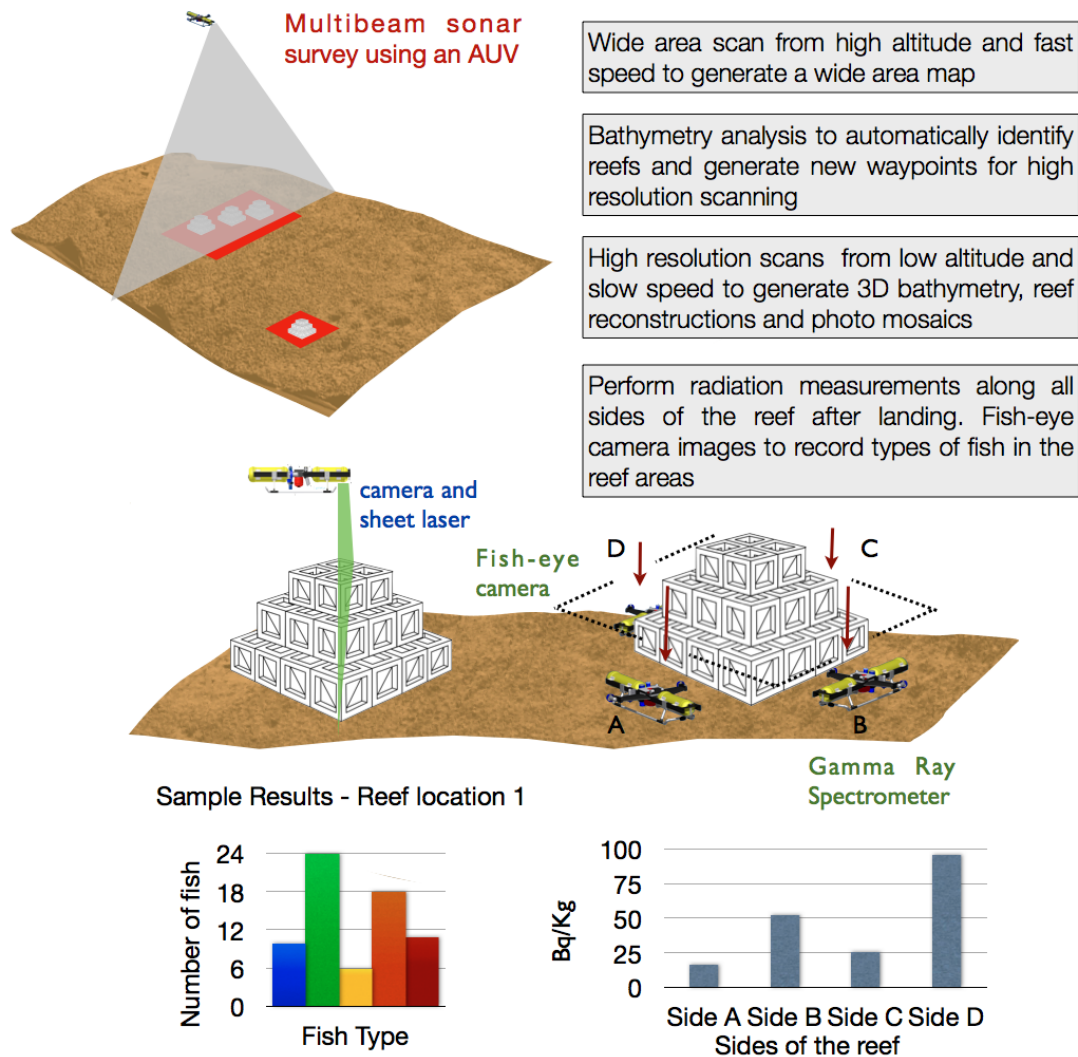 Multibeam sonar
survey using an AUV
Wide area scan from high altitude and fast
speed to generate a wide area map
Bathymetry analysis to automatically identify
reefs and generate new waypoints for high
resolution scanning
High resolution scans from low altitude and
slow speed to generate 3D bathymetry, reef
reconstructions and photo mosaics
Perform radiation measurements along all
sides of the reef after landing. Fish-eye
camera images to record types of fish in the
reef areas
camera and
sheet laser
Fish-eye
camera
D
C
A
B
Gamma Ray
Spectrometer
Sample Results - Reef location 1
Number of fish
24
18
12
6
0
Fish Type
Bq/Kg
100
75
50
25
0
Side A Side B Side C Side D
Sides of the reef